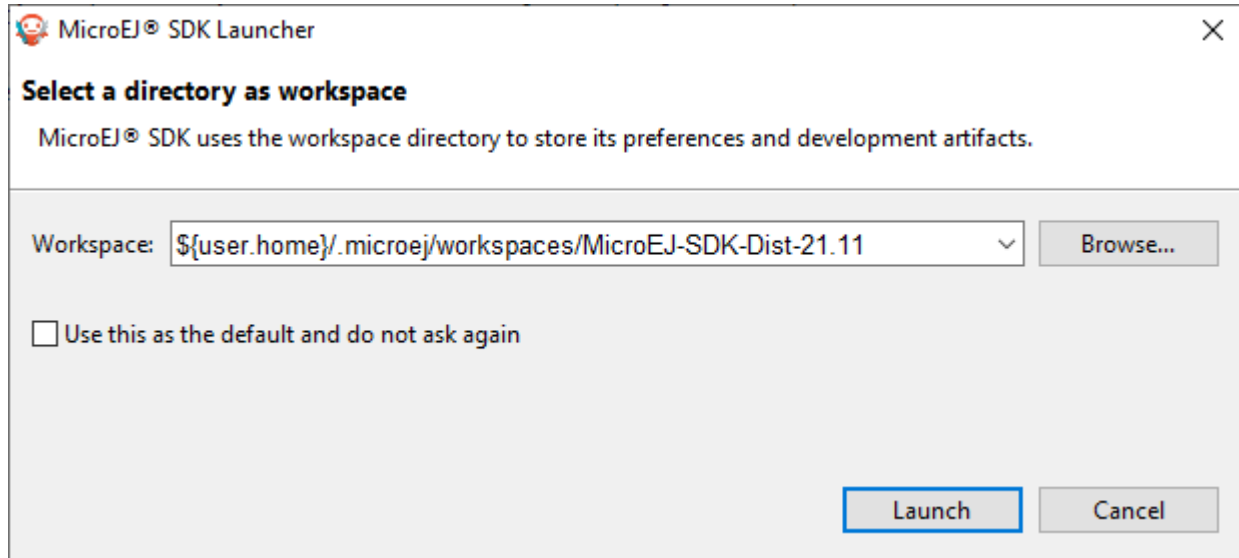 MicroEJ® SDK Launcher
Select a directory as workspace
MicroEJ® SDK uses the workspace directory to store its preferences and development artifacts.
Workspace: ${user.home}/.microej/workspaces/MicroEJ-SDK-Dist-21.11 Browse...
Use this as the default and do not ask again
Launch Cancel